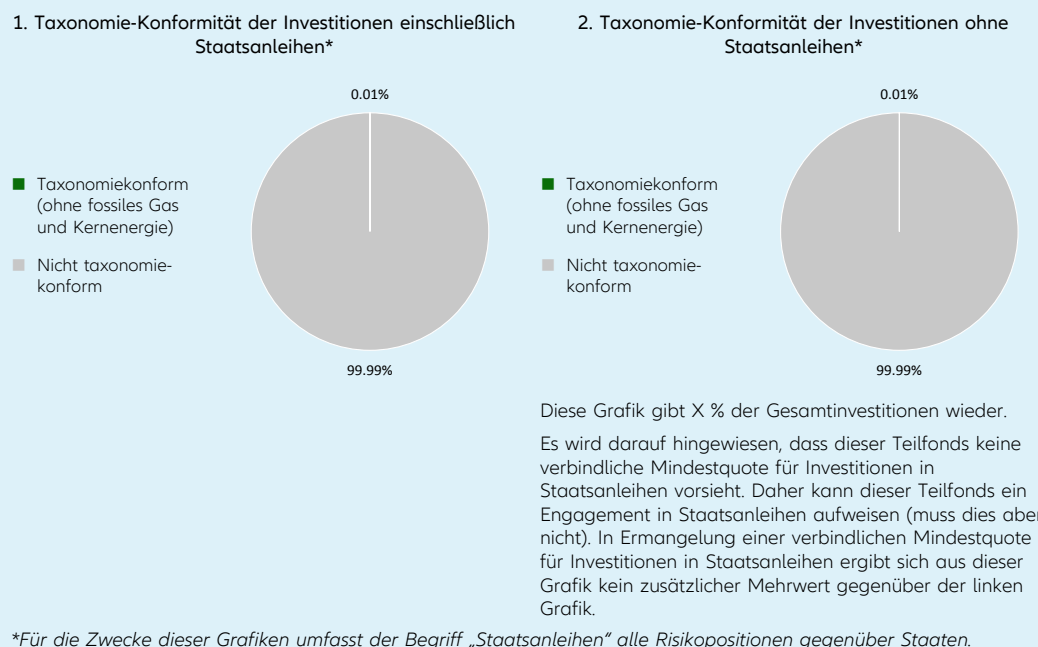 1. Taxonomie-Konformität der Investitionen einschließlich
Staatsanleihen*
0.01%
Taxonomiekonform
(ohne fossiles Gas
und Kernenergie)
Nicht taxonomie-
konform
99.99%
2. Taxonomie-Konformität der Investitionen ohne
Staatsanleihen*
0.01%
Taxonomiekonform
(ohne fossiles Gas
und Kernenergie)
Nicht taxonomie-
konform
99.99%
Diese Grafik gibt X % der Gesamtinvestitionen wieder.
Es wird darauf hingewiesen, dass dieser Teilfonds keine
verbindliche Mindestquote für Investitionen in
Staatsanleihen vorsieht. Daher kann dieser Teilfonds ein
Engagement in Staatsanleihen aufweisen (muss dies aber
nicht). In Ermangelung einer verbindlichen Mindestquote
für Investitionen in Staatsanleihen ergibt sich aus dieser
Grafik kein zusätzlicher Mehrwert gegenüber der linken
Grafik.
*Für die Zwecke dieser Grafiken umfasst der Begriff „Staatsanleihen“ alle Risikopositionen gegenüber Staaten.